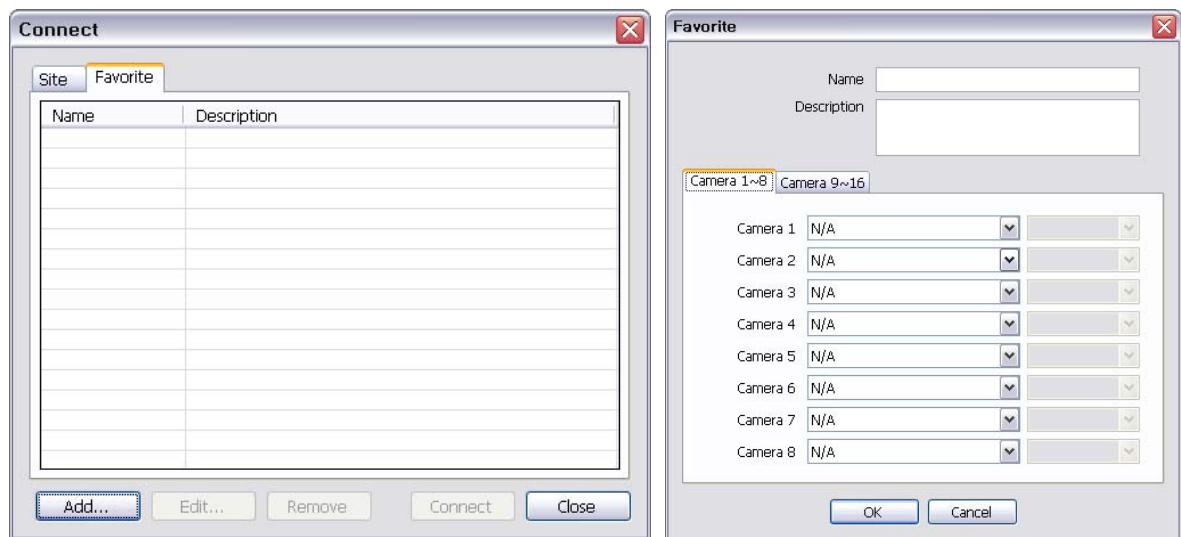 Connect
Site Favorite
Name Description
Add... Edit... Remove Connect Close
Favorite
Name
Description
Camera 1~8 Camera 9~16
Camera 1 N/A
Camera 2 N/A
Camera 3 N/A
Camera 4 N/A
Camera 5 N/A
Camera 6 N/A
Camera 7 N/A
Camera 8 N/A
OK Cancel